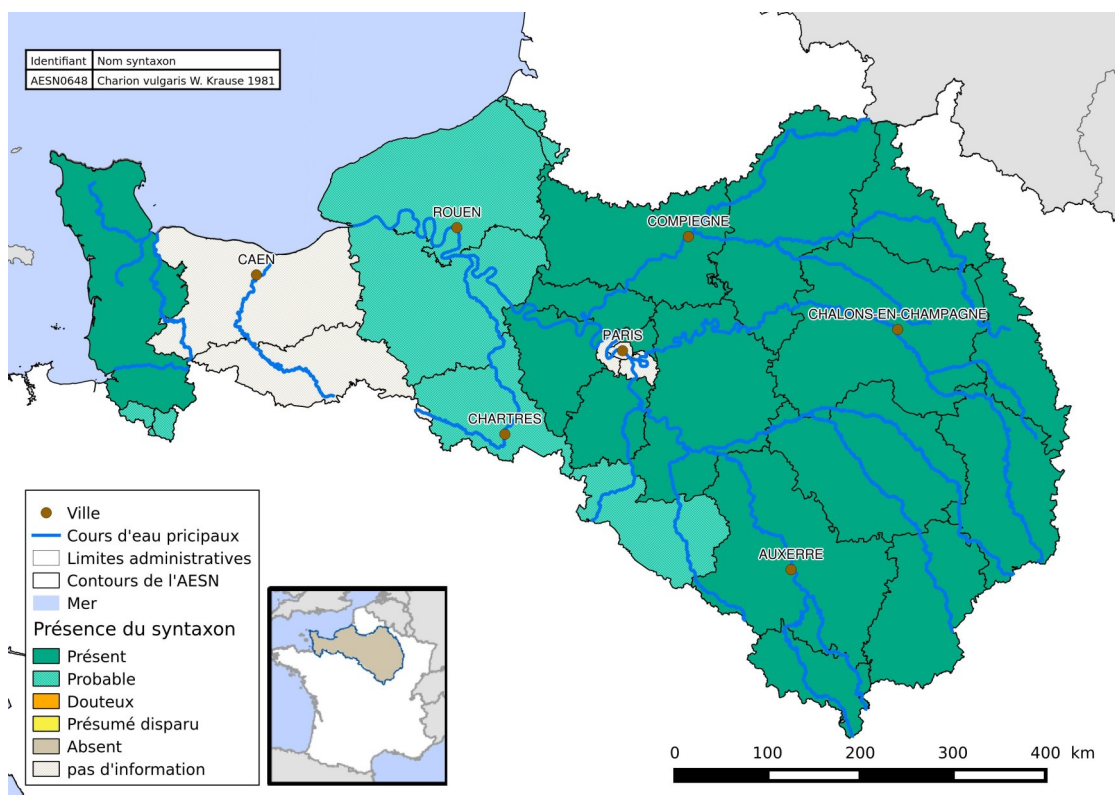 Identifiant Nom syntaxon
AESN0648 Charion vulgaris W. Krause 1981
ROUEN
COMPIEGNE
CAEN
CHALONS-EN-CHAMPAGNE
PARIS
CHARTRES
AUXERRE
Ville
Cours d'eau pricipaux
Limites administratives
Contours de l'AESN
Mer
Présence du syntaxon
Présent
Probable
Douteux
Présumé disparu
Absent
pas d'information
0 100 200 300 400 km